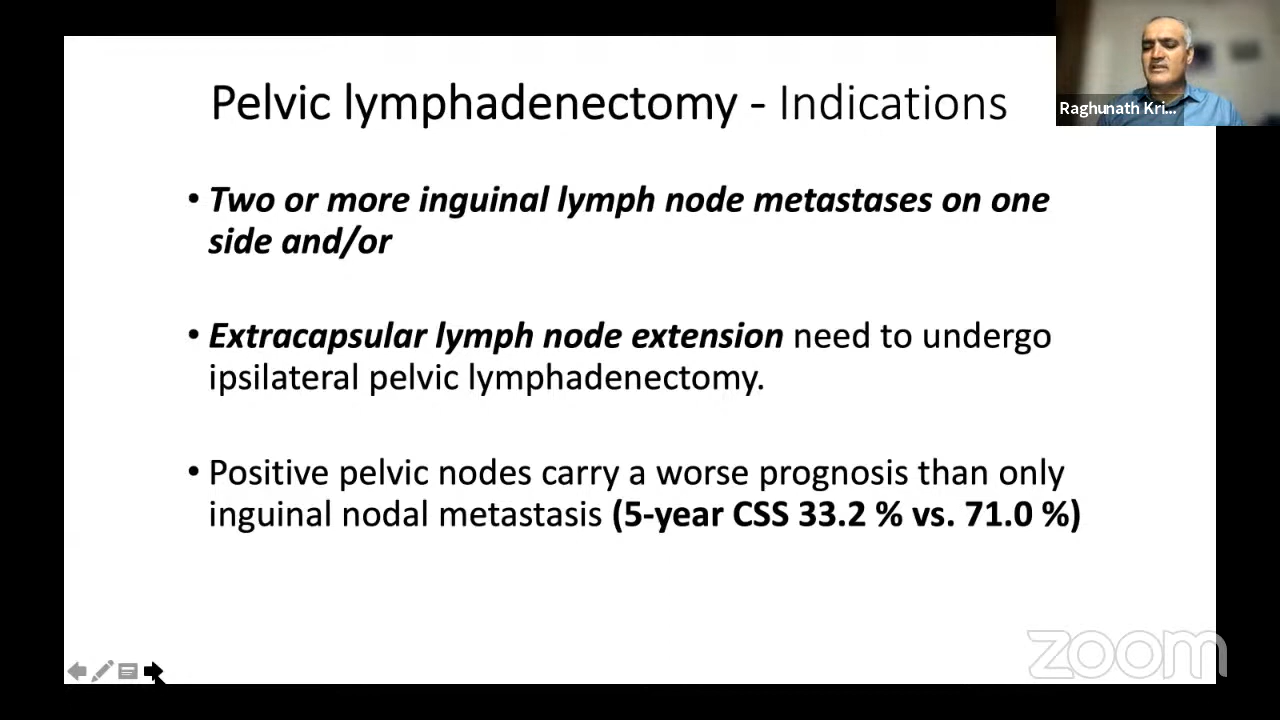 Pelvic lymphadenectomy - Indications
Raghunath Kri...
• Two or more inguinal lymph node metastases on one
side and/or
• Extracapsular lymph node extension need to undergo
ipsilateral pelvic lymphadenectomy.
• Positive pelvic nodes carry a worse prognosis than only
inguinal nodal metastasis (5-year CSS 33.2 % vs. 71.0 %)
zoom